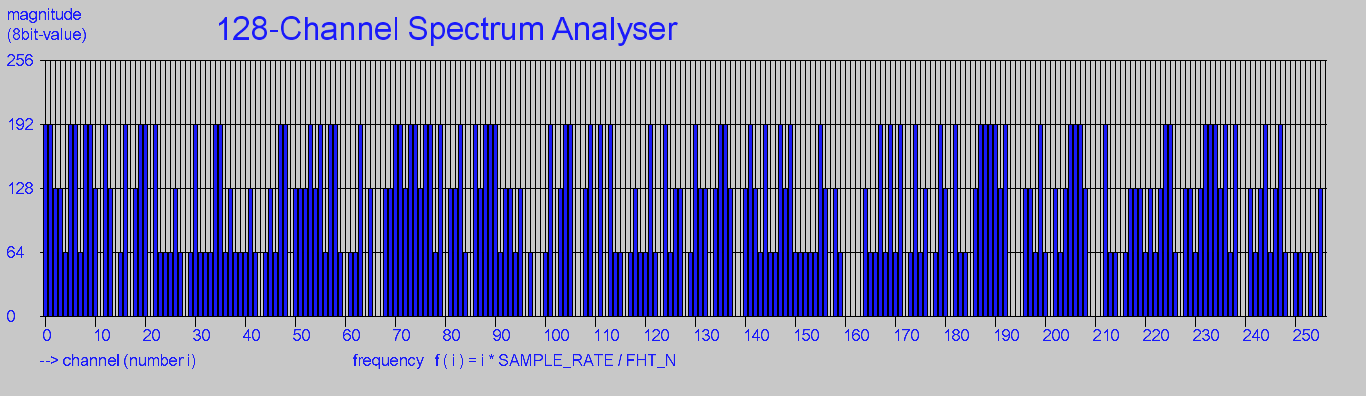 magnitude
(8bit-value)
128-Channel Spectrum Analyser
256
192
128
64
0
0 10 20 30 40 50 60 70 80 90 100 110 120 130 140 150 160 170 180 190 200 210 220 230 240 250
--> channel (number i) frequency f ( i ) = i * SAMPLE_RATE / FHT_N